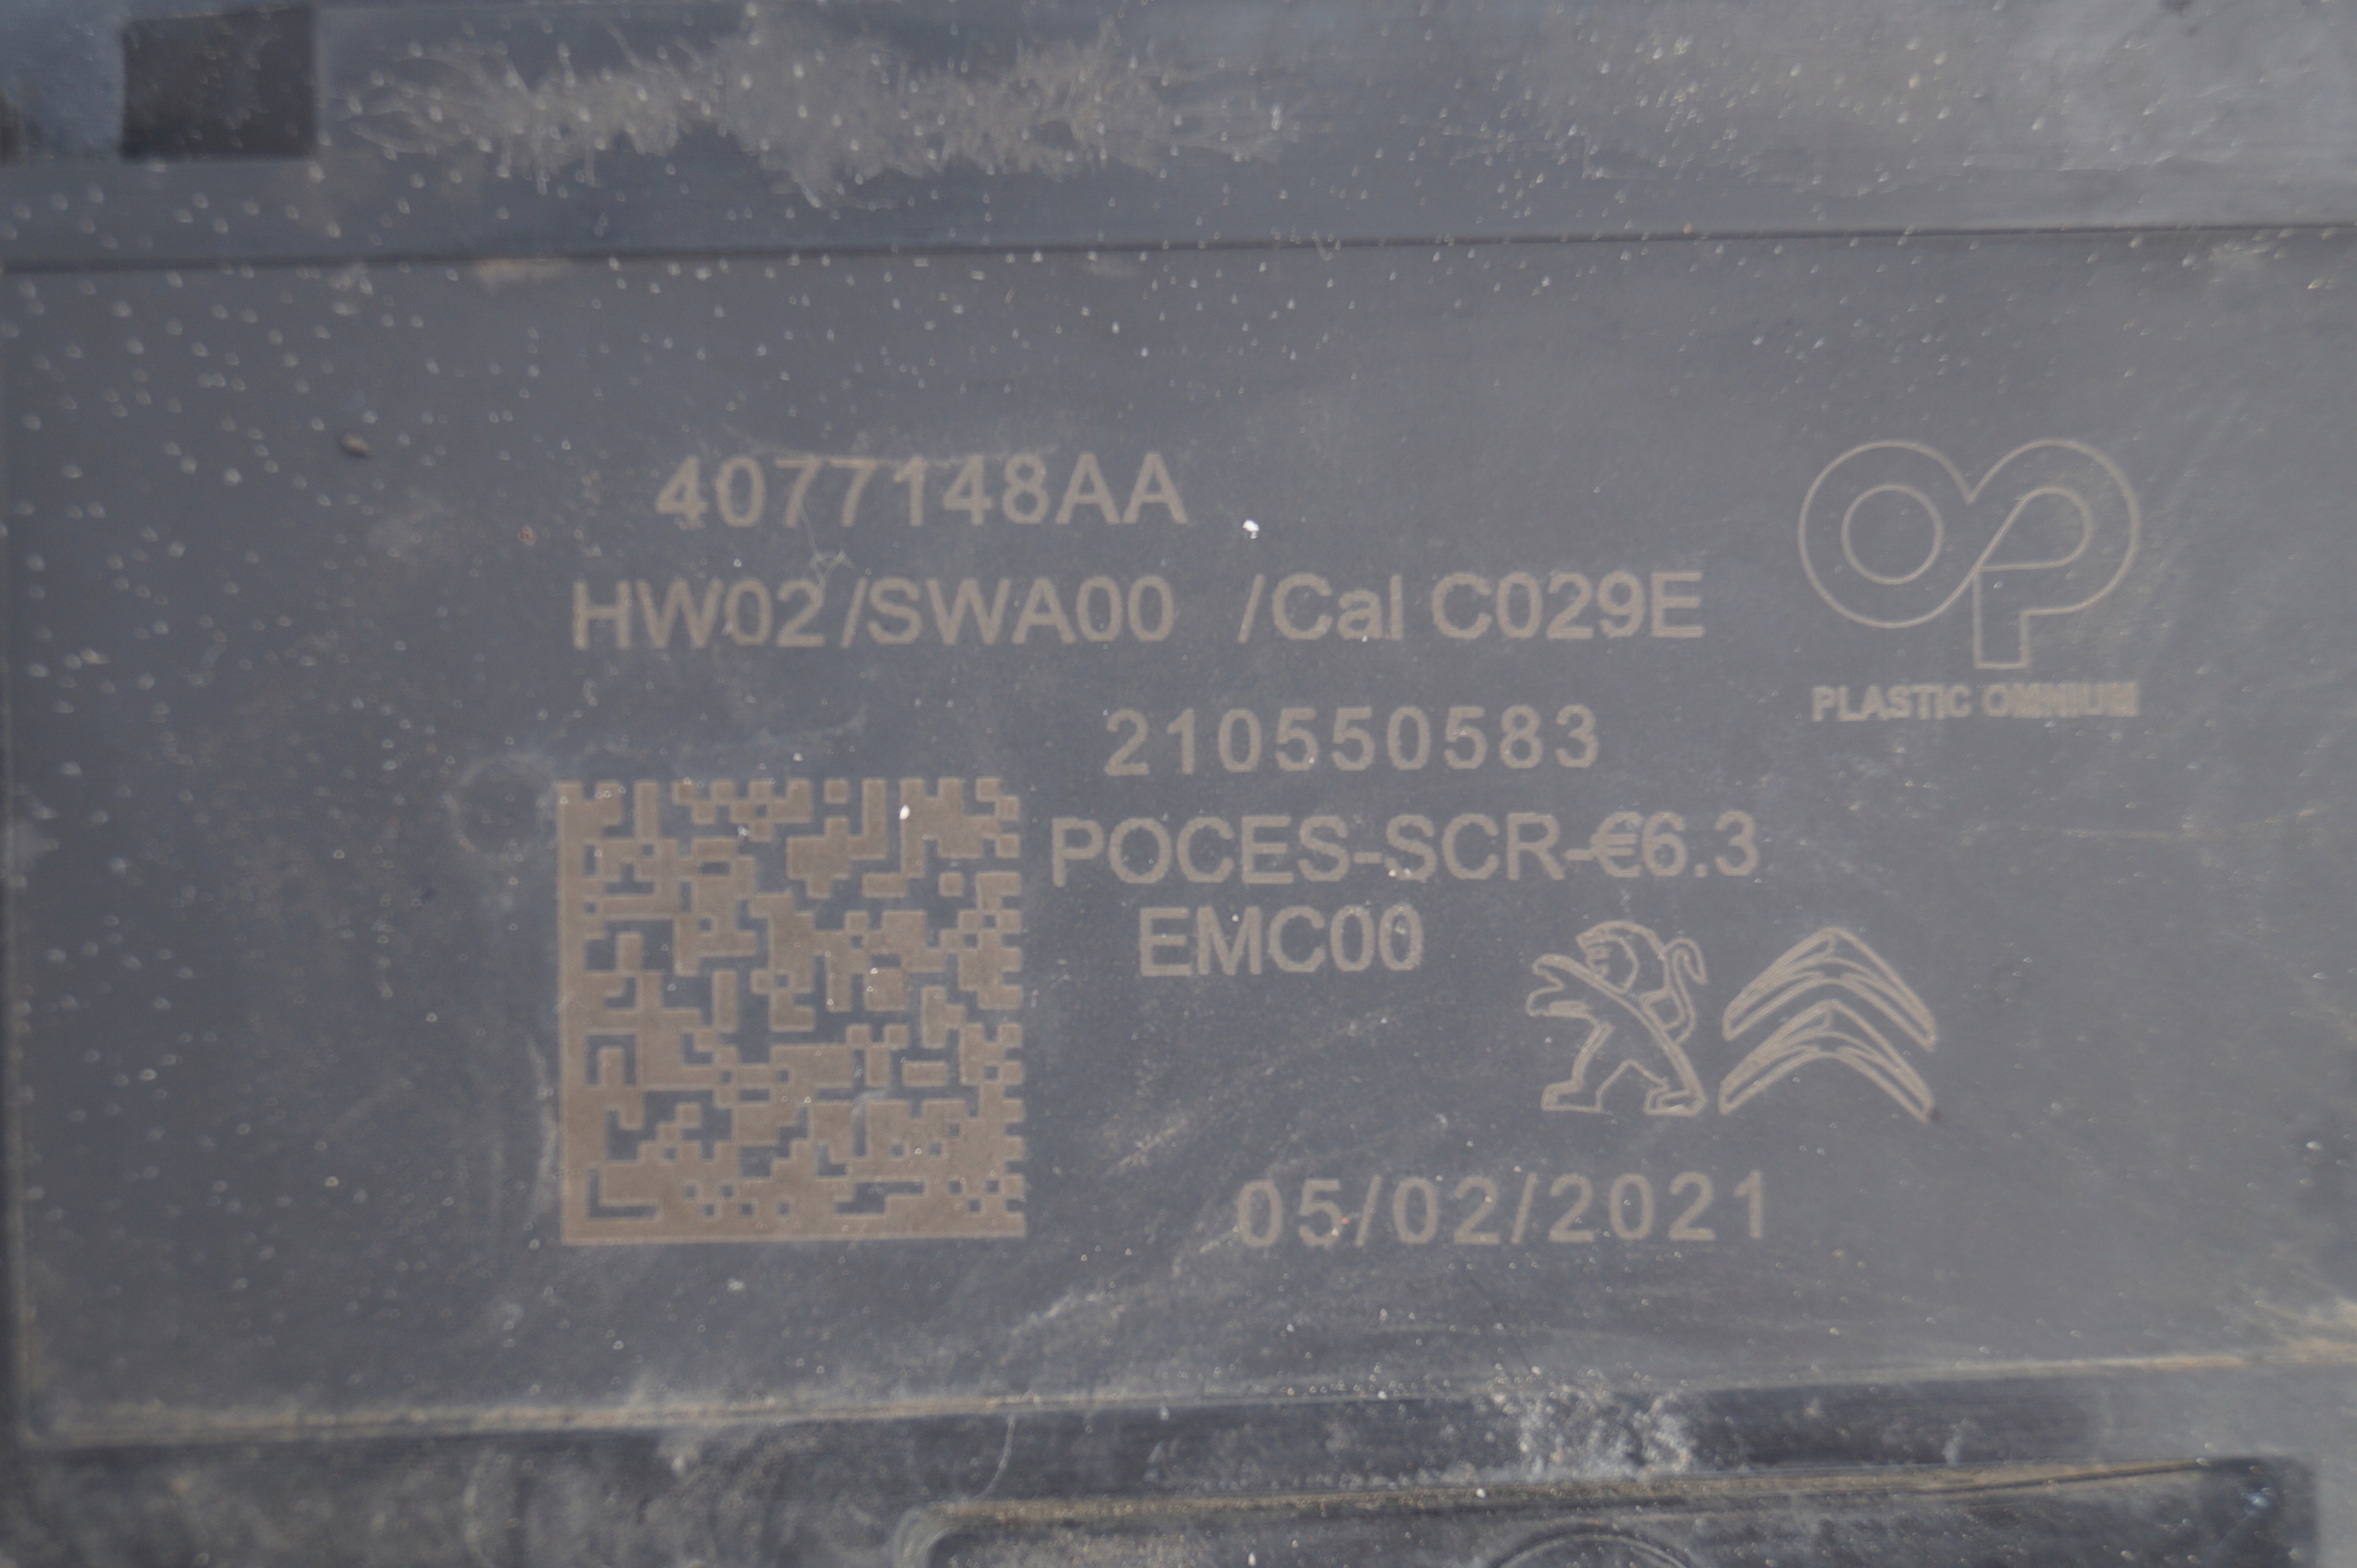 4077148AA
HW02/SWA00 /Cal C029E
PLASTIC OMNIUM
210550583
POCES-SCR-€6.3
EMC00
05/02/2021